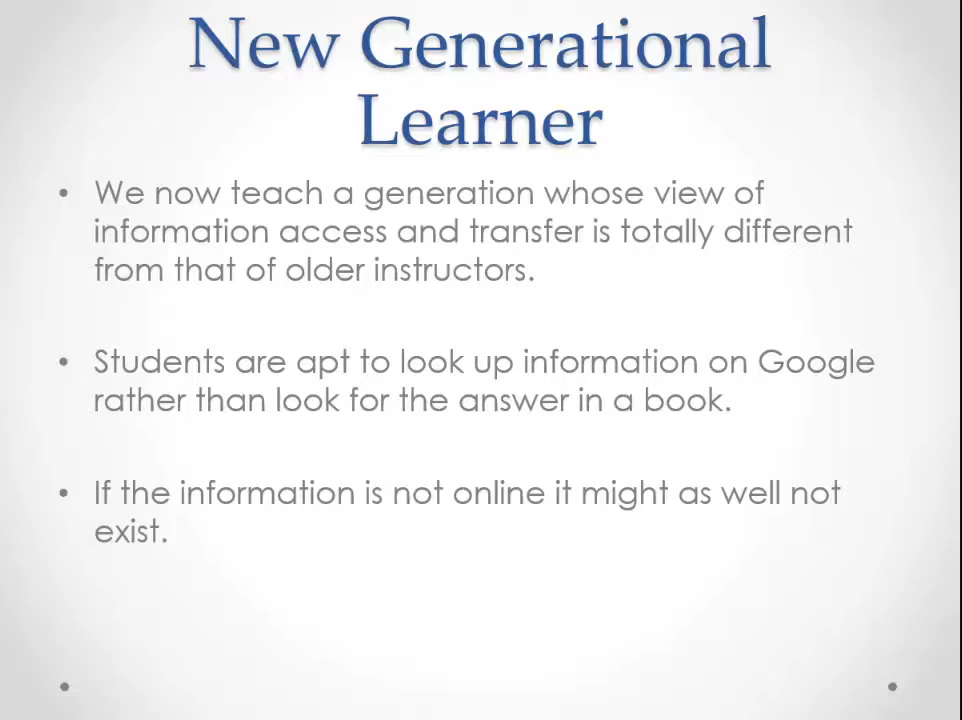 New Generational
Learner
• We now teach a generation whose view of
information access and transfer is totally different
from that of older instructors.
• Students are apt to look up information on Google
rather than look for the answer in a book.
• If the information is not online it might as well not
exist.